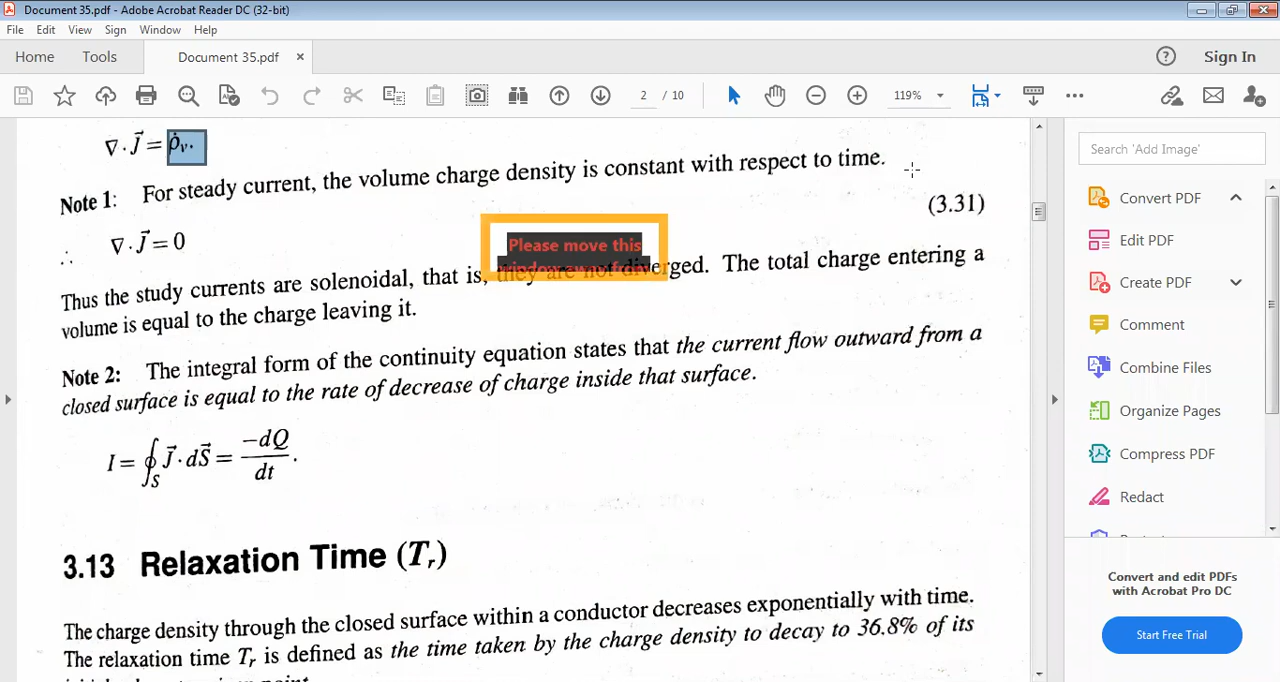 Document 35.pdf - Adobe Acrobat Reader DC (32-bit)
File Edit View Sign Window Help
Home Tools Document 35.pdf × ? Sign In
2 / 10 119%
∇·J⃗ = ρ̇ᵥ.
Note 1: For steady current, the volume charge density is constant with respect to time.
(3.31)
∴ ∇·J⃗ = 0
Please move this
Thus the study currents are solenoidal, that is, they are not diverged. The total charge entering a
volume is equal to the charge leaving it.
Note 2: The integral form of the continuity equation states that the current flow outward from a
closed surface is equal to the rate of decrease of charge inside that surface.
I = ∮_S J⃗·dS⃗ = −dQ/dt.
3.13 Relaxation Time (Tᵣ)
The charge density through the closed surface within a conductor decreases exponentially with time.
The relaxation time Tᵣ is defined as the time taken by the charge density to decay to 36.8% of its
Search 'Add Image'
Convert PDF
Edit PDF
Create PDF
Comment
Combine Files
Organize Pages
Compress PDF
Redact
Convert and edit PDFs
with Acrobat Pro DC
Start Free Trial